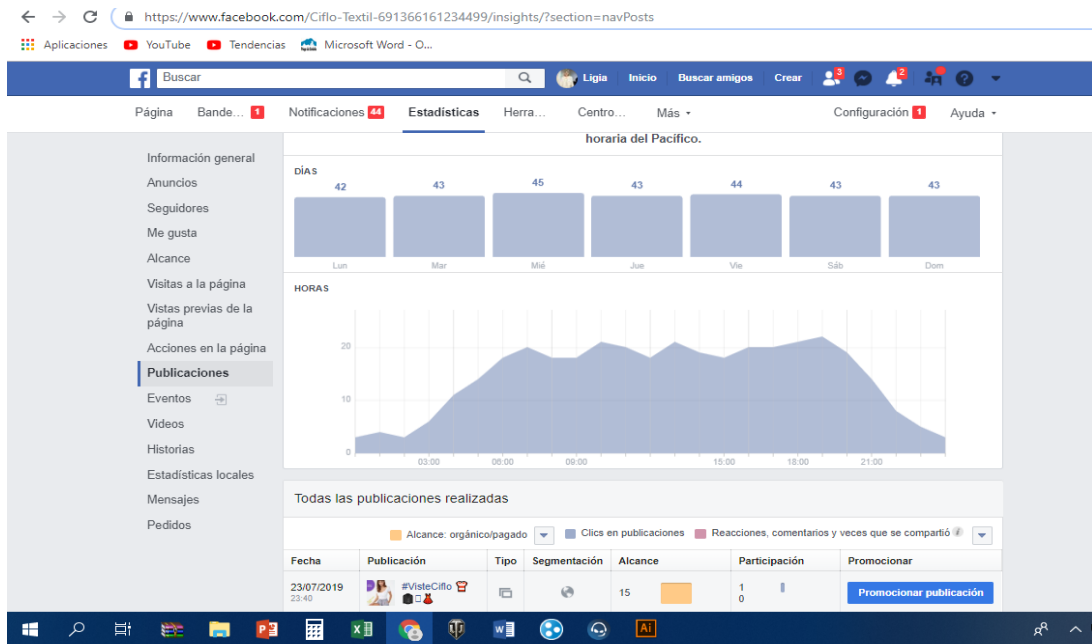 https://www.facebook.com/Ciflo-Textil-691366161234499/insights/?section=navPosts
Aplicaciones YouTube Tendencias Microsoft Word - O...
Buscar Ligia Inicio Buscar amigos Crear 3 2
Página Bande... 1 Notificaciones 44 Estadísticas Herra... Centro... Más Configuración 1 Ayuda
horaria del Pacífico.
Información general
Anuncios
Seguidores
Me gusta
Alcance
Visitas a la página
Vistas previas de la
página
Acciones en la página
Publicaciones
Eventos
Videos
Historias
Estadísticas locales
Mensajes
Pedidos
DÍAS
42 43 45 43 44 43 43
Lun Mar Mié Jue Vie Sáb Dom
HORAS
20
10
0
03:00 06:00 09:00 15:00 18:00 21:00
Todas las publicaciones realizadas
Alcance: orgánico/pagado Clics en publicaciones Reacciones, comentarios y veces que se compartió i
Fecha Publicación Tipo Segmentación Alcance Participación Promocionar
23/07/2019
23:40
#VisteCiflo
15
1
0
Promocionar publicación